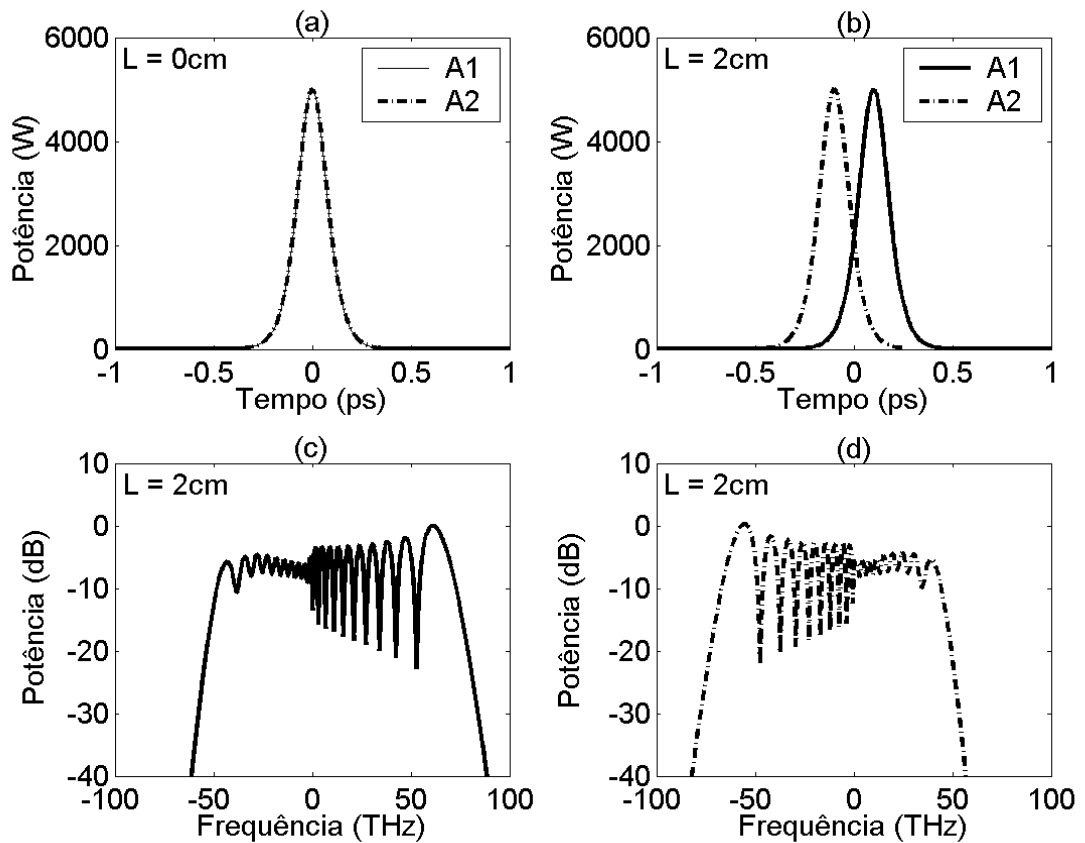 (a)
L = 0cm
A1
A2
6000
4000
2000
0
Potência (W)
-1
-0.5
0
0.5
1
Tempo (ps)
(b)
L = 2cm
A1
A2
6000
4000
2000
0
Potência (W)
-1
-0.5
0
0.5
1
Tempo (ps)
(c)
L = 2cm
10
0
-10
-20
-30
-40
Potência (dB)
-100
-50
0
50
100
Frequência (THz)
(d)
L = 2cm
10
0
-10
-20
-30
-40
Potência (dB)
-100
-50
0
50
100
Frequência (THz)